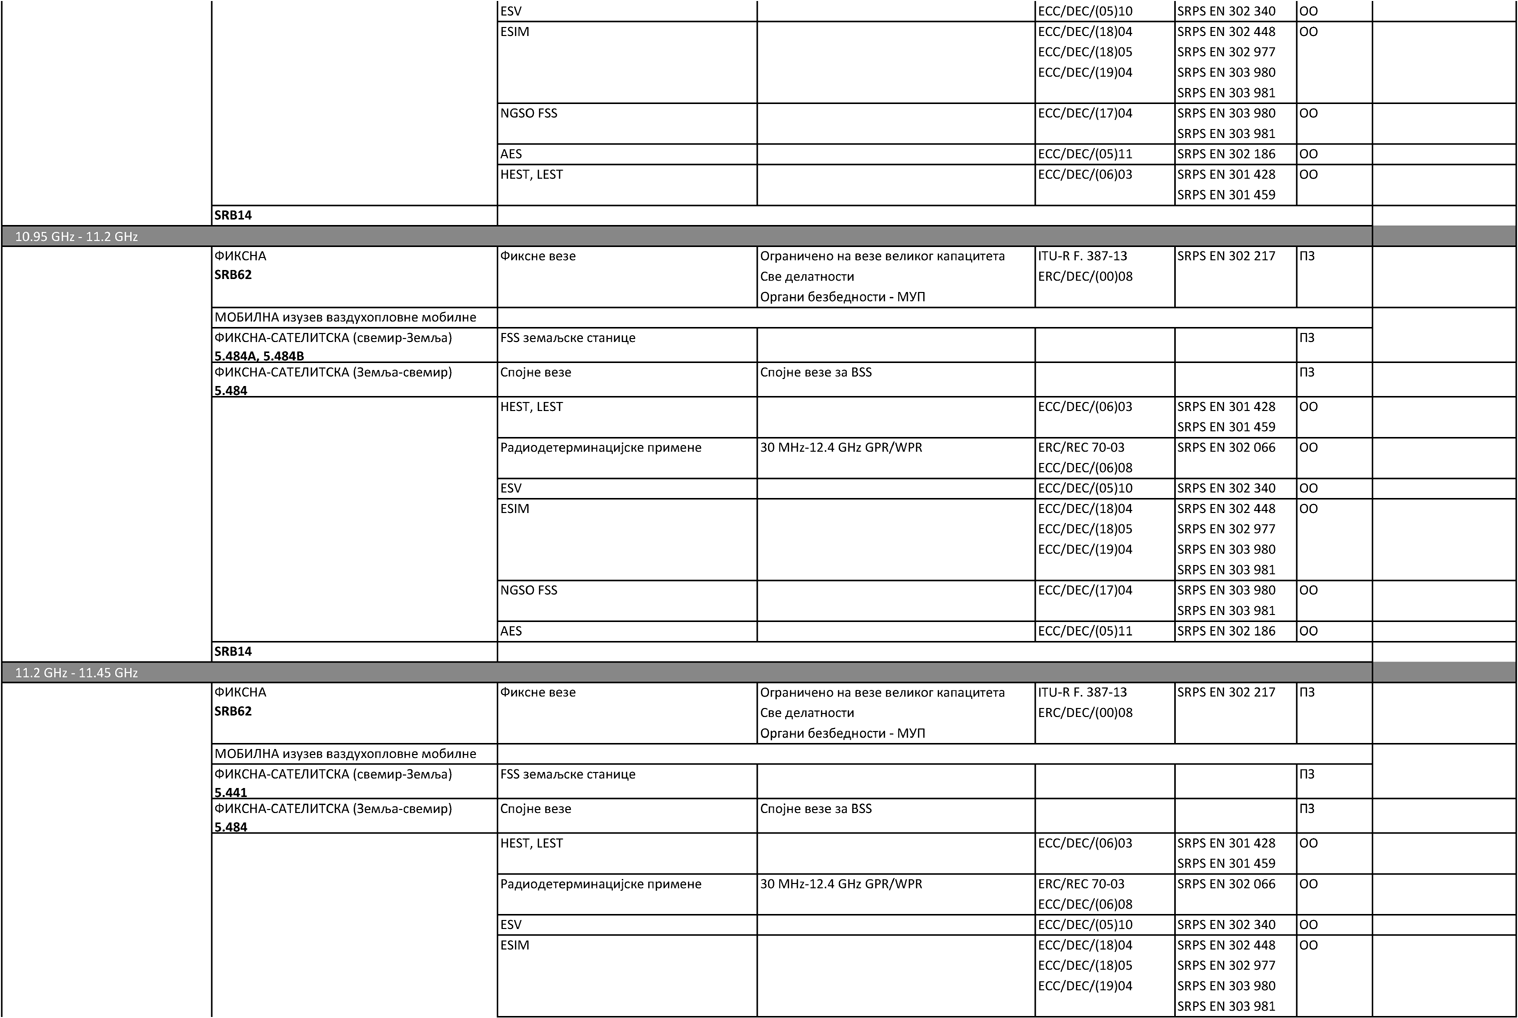 ESV ECC/DEC/(05)10 SRPS EN 302 340 ОО
ESIM ECC/DEC/(18)04 SRPS EN 302 448 ОО
ECC/DEC/(18)05 SRPS EN 302 977
ECC/DEC/(19)04 SRPS EN 303 980
SRPS EN 303 981
NGSO FSS ECC/DEC/(17)04 SRPS EN 303 980 ОО
SRPS EN 303 981
AES ECC/DEC/(05)11 SRPS EN 302 186 ОО
HEST, LEST ECC/DEC/(06)03 SRPS EN 301 428 ОО
SRPS EN 301 459
SRB14
10.95 GHz - 11.2 GHz
ФИКСНА Фиксне везе Ограничено на везе великог капацитета ITU-R F. 387-13 SRPS EN 302 217 ПЗ
SRB62 Све делатности ERC/DEC/(00)08
Органи безбедности - МУП
МОБИЛНА изузев ваздухопловне мобилне
ФИКСНА-САТЕЛИТСКА (свемир-Земља) FSS земаљске станице ПЗ
5.484A, 5.484B
ФИКСНА-САТЕЛИТСКА (Земља-свемир) Спојне везе Спојне везе за BSS ПЗ
5.484
HEST, LEST ECC/DEC/(06)03 SRPS EN 301 428 ОО
SRPS EN 301 459
Радиодетерминацијске примене 30 MHz-12.4 GHz GPR/WPR ERC/REC 70-03 SRPS EN 302 066 ОО
ECC/DEC/(06)08
ESV ECC/DEC/(05)10 SRPS EN 302 340 ОО
ESIM ECC/DEC/(18)04 SRPS EN 302 448 ОО
ECC/DEC/(18)05 SRPS EN 302 977
ECC/DEC/(19)04 SRPS EN 303 980
SRPS EN 303 981
NGSO FSS ECC/DEC/(17)04 SRPS EN 303 980 ОО
SRPS EN 303 981
AES ECC/DEC/(05)11 SRPS EN 302 186 ОО
SRB14
11.2 GHz - 11.45 GHz
ФИКСНА Фиксне везе Ограничено на везе великог капацитета ITU-R F. 387-13 SRPS EN 302 217 ПЗ
SRB62 Све делатности ERC/DEC/(00)08
Органи безбедности - МУП
МОБИЛНА изузев ваздухопловне мобилне
ФИКСНА-САТЕЛИТСКА (свемир-Земља) FSS земаљске станице ПЗ
5.441
ФИКСНА-САТЕЛИТСКА (Земља-свемир) Спојне везе Спојне везе за BSS ПЗ
5.484
HEST, LEST ECC/DEC/(06)03 SRPS EN 301 428 ОО
SRPS EN 301 459
Радиодетерминацијске примене 30 MHz-12.4 GHz GPR/WPR ERC/REC 70-03 SRPS EN 302 066 ОО
ECC/DEC/(06)08
ESV ECC/DEC/(05)10 SRPS EN 302 340 ОО
ESIM ECC/DEC/(18)04 SRPS EN 302 448 ОО
ECC/DEC/(18)05 SRPS EN 302 977
ECC/DEC/(19)04 SRPS EN 303 980
SRPS EN 303 981